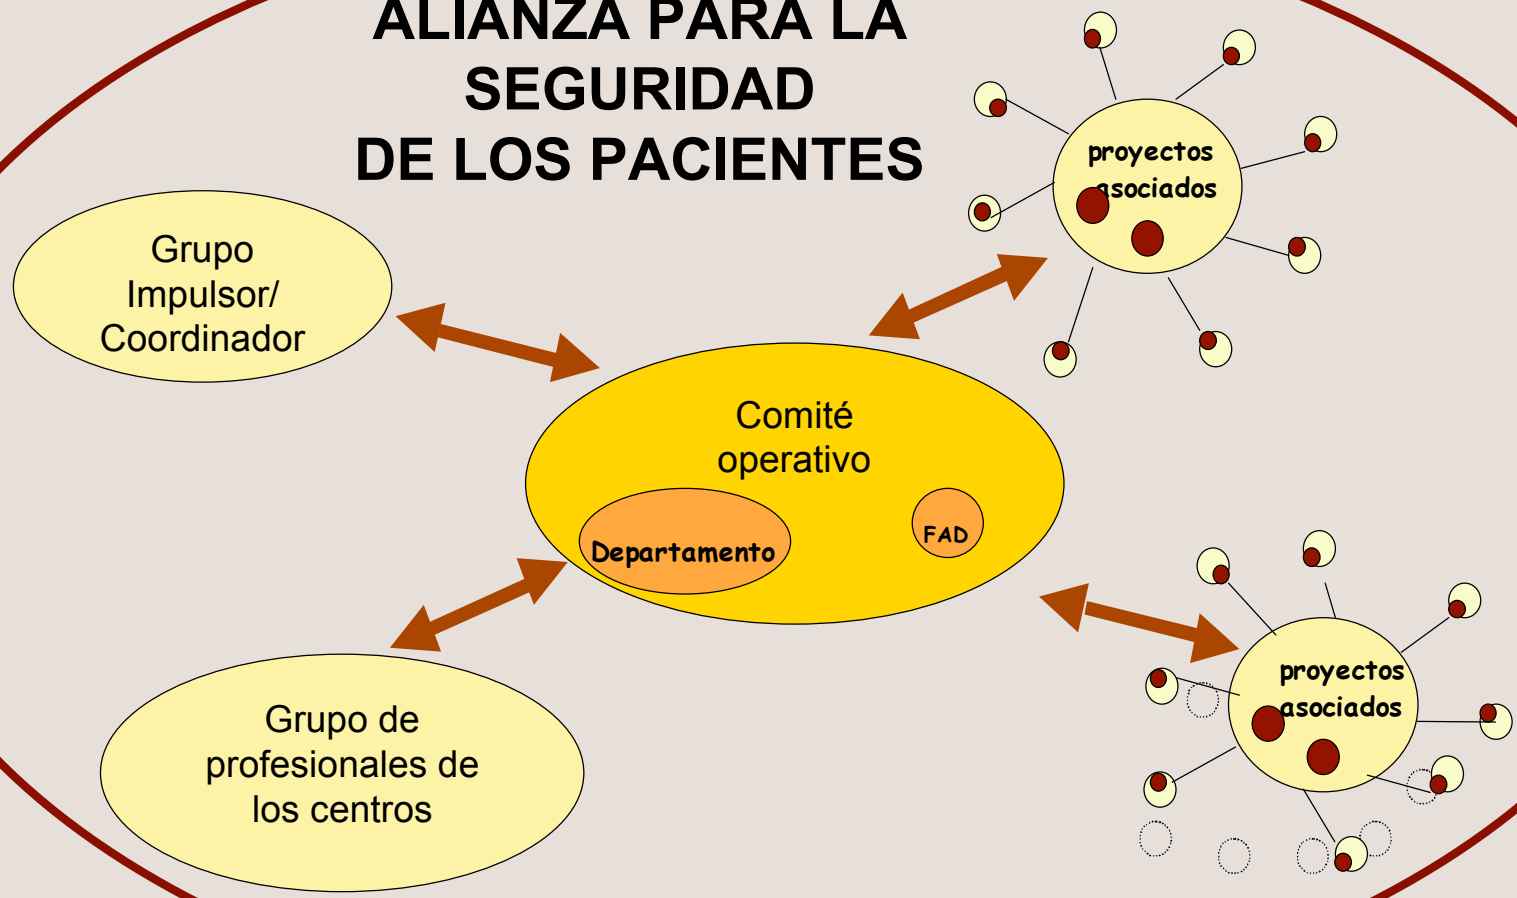 ALIANZA PARA LA
SEGURIDAD
DE LOS PACIENTES
proyectos
asociados
Grupo
Impulsor/
Coordinador
Comité
operativo
Departamento
FAD
proyectos
asociados
Grupo de
profesionales de
los centros